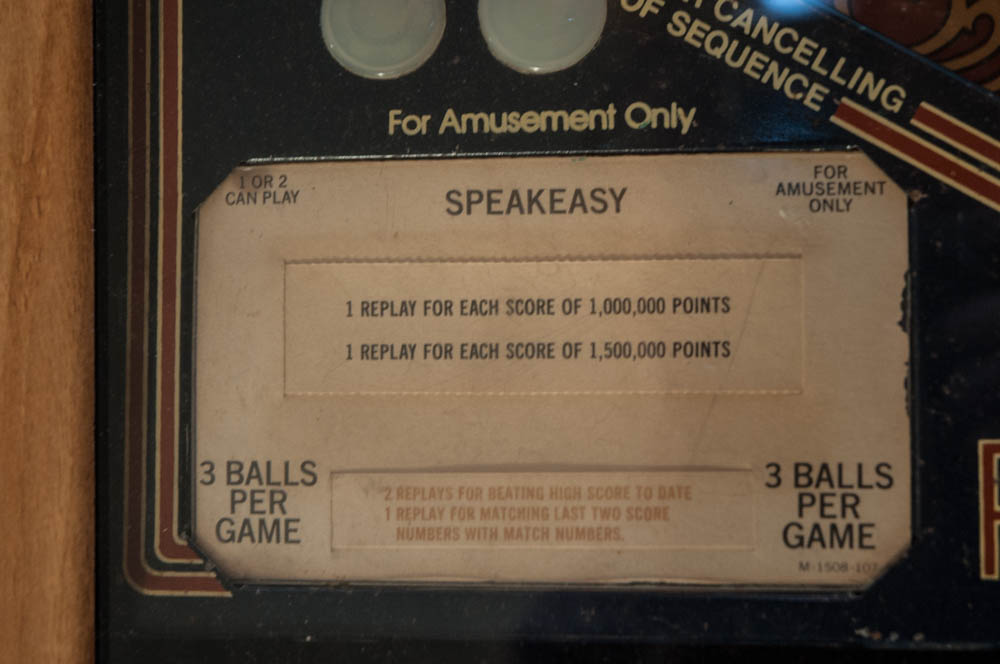 CANCELLING
OF SEQUENCE
For Amusement Only
1 OR 2
CAN PLAY
SPEAKEASY
FOR
AMUSEMENT
ONLY
1 REPLAY FOR EACH SCORE OF 1,000,000 POINTS
1 REPLAY FOR EACH SCORE OF 1,500,000 POINTS
3 BALLS
PER
GAME
2 REPLAYS FOR BEATING HIGH SCORE TO DATE
1 REPLAY FOR MATCHING LAST TWO SCORE
NUMBERS WITH MATCH NUMBERS.
3 BALLS
PER
GAME
M-1508-107